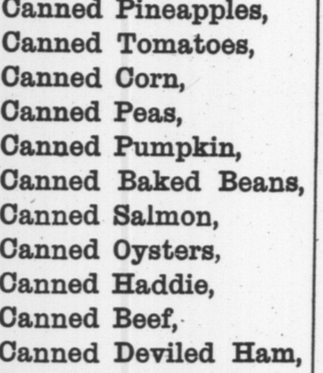 Canned Pineapples,
Canned Tomatoes,
Canned Corn,
Canned Peas,
Canned Pumpkin,
Canned Baked Beans,
Canned Salmon,
Canned Oysters,
Canned Haddie,
Canned Beef,
Canned Deviled Ham,